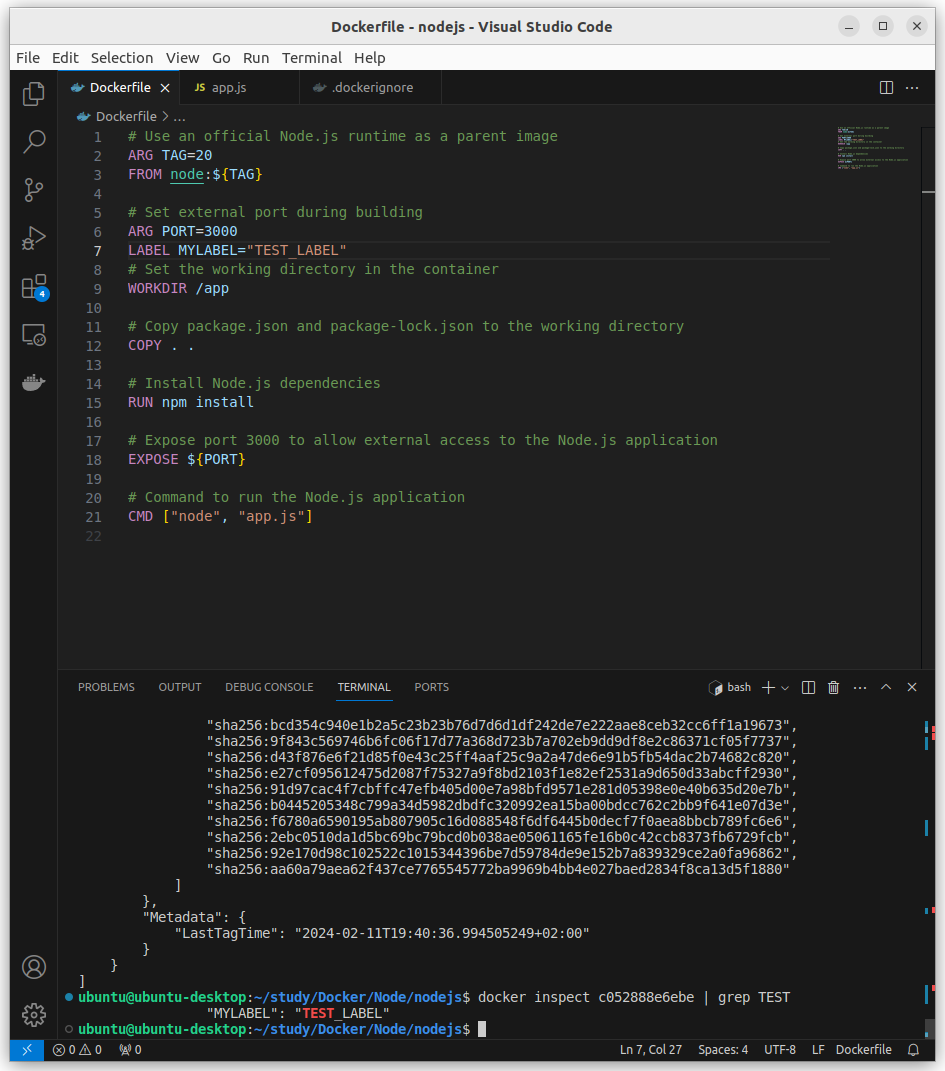 Dockerfile - nodejs - Visual Studio Code
File Edit Selection View Go Run Terminal Help
Dockerfile JS app.js .dockerignore
Dockerfile > ...
1 # Use an official Node.js runtime as a parent image
2 ARG TAG=20
3 FROM node:${TAG}
4
5 # Set external port during building
6 ARG PORT=3000
7 LABEL MYLABEL="TEST_LABEL"
8 # Set the working directory in the container
9 WORKDIR /app
10
11 # Copy package.json and package-lock.json to the working directory
12 COPY . .
13
14 # Install Node.js dependencies
15 RUN npm install
16
17 # Expose port 3000 to allow external access to the Node.js application
18 EXPOSE ${PORT}
19
20 # Command to run the Node.js application
21 CMD ["node", "app.js"]
22
4
PROBLEMS OUTPUT DEBUG CONSOLE TERMINAL PORTS bash
"sha256:bcd354c940e1b2a5c23b23b76d7d6d1df242de7e222aae8ceb32cc6ff1a19673",
"sha256:9f843c569746b6fc06f17d77a368d723b7a702eb9dd9df8e2c86371cf05f7737",
"sha256:d43f876e6f21d85f0e43c25ff4aaf25c9a2a47de6e91b5fb54dac2b74682c820",
"sha256:e27cf095612475d2087f75327a9f8bd2103f1e82ef2531a9d650d33abcff2930",
"sha256:91d97cac4f7cbffc47efb405d00e7a98bfd9571e281d05398e0e40b635d20e7b",
"sha256:b0445205348c799a34d5982dbdfc320992ea15ba00bdcc762c2bb9f641e07d3e",
"sha256:f6780a6590195ab807905c16d088548f6df6445b0decf7f0aea8bbcb789fc6e6",
"sha256:2ebc0510da1d5bc69bc79bcd0b038ae05061165fe16b0c42ccb8373fb6729fcb",
"sha256:92e170d98c102522c1015344396be7d59784de9e152b7a839329ce2a0fa96862",
"sha256:aa60a79aea62f437ce7765545772ba9969b4bb4e027baed2834f8ca13d5f1880"
]
},
"Metadata": {
"LastTagTime": "2024-02-11T19:40:36.994505249+02:00"
}
}
]
ubuntu@ubuntu-desktop:~/study/Docker/Node/nodejs$ docker inspect c052888e6ebe | grep TEST
"MYLABEL": "TEST_LABEL"
ubuntu@ubuntu-desktop:~/study/Docker/Node/nodejs$
0 0 0 Ln 7, Col 27 Spaces: 4 UTF-8 LF Dockerfile